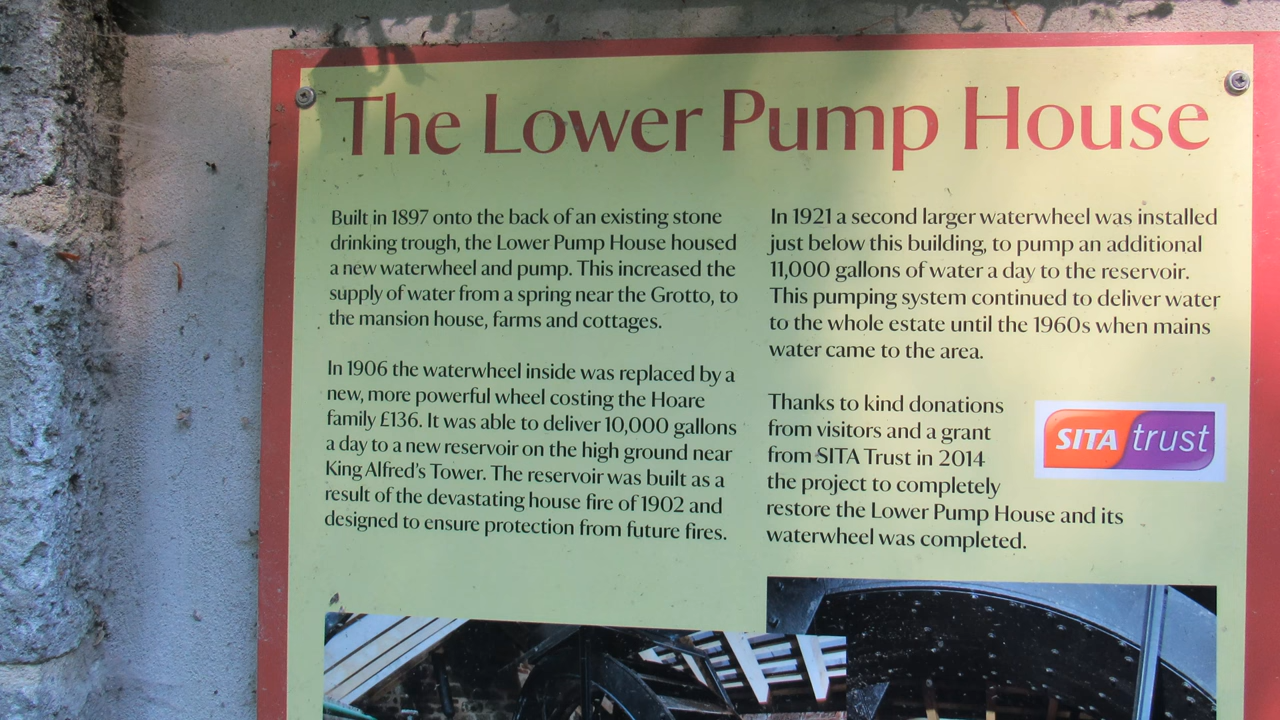 The Lower Pump House
Built in 1897 onto the back of an existing stone
drinking trough, the Lower Pump House housed
a new waterwheel and pump. This increased the
supply of water from a spring near the Grotto, to
the mansion house, farms and cottages.
In 1906 the waterwheel inside was replaced by a
new, more powerful wheel costing the Hoare
family £136. It was able to deliver 10,000 gallons
a day to a new reservoir on the high ground near
King Alfred's Tower. The reservoir was built as a
result of the devastating house fire of 1902 and
designed to ensure protection from future fires.
In 1921 a second larger waterwheel was installed
just below this building, to pump an additional
11,000 gallons of water a day to the reservoir.
This pumping system continued to deliver water
to the whole estate until the 1960s when mains
water came to the area.
Thanks to kind donations
from visitors and a grant
from SITA Trust in 2014
the project to completely
restore the Lower Pump House and its
waterwheel was completed.
SITA trust